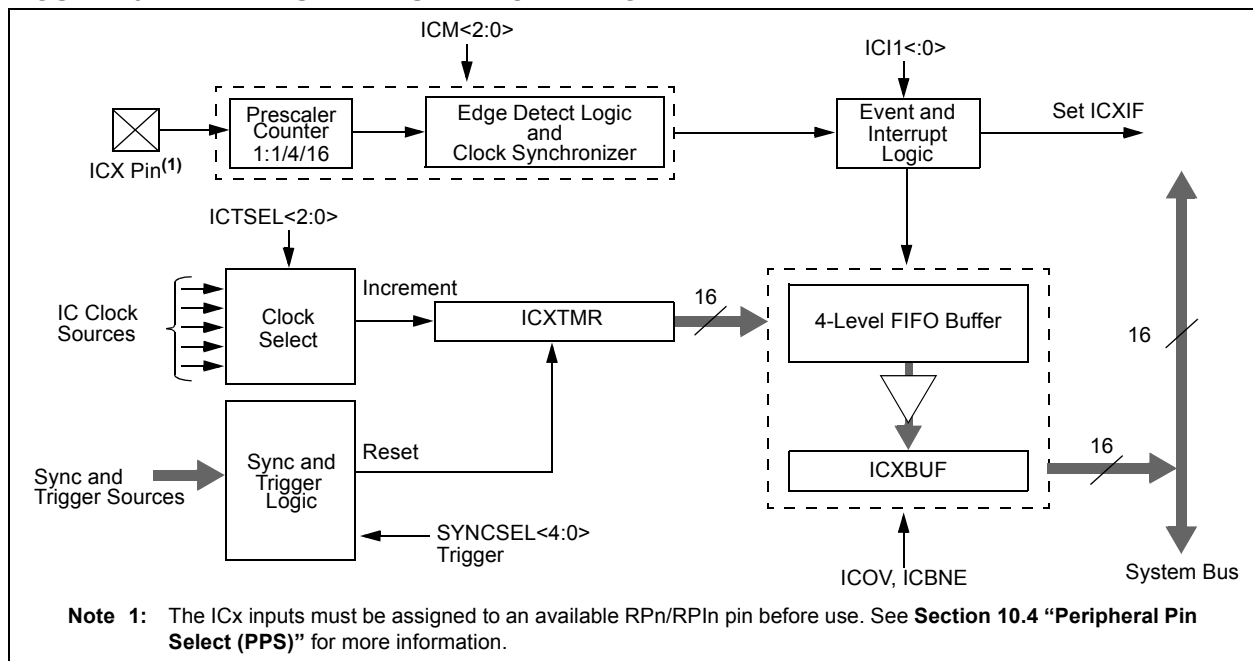 ICM<2:0>
ICI1<:0>
Prescaler
Counter
1:1/4/16
Edge Detect Logic
and
Clock Synchronizer
Event and
Interrupt
Logic
Set ICXIF
ICX Pin(1)
ICTSEL<2:0>
IC Clock
Sources
Clock
Select
Increment
ICXTMR
16
4-Level FIFO Buffer
16
Sync and
Trigger Sources
Sync and
Trigger
Logic
Reset
ICXBUF
16
SYNCSEL<4:0>
Trigger
ICOV, ICBNE
System Bus
Note 1: The ICx inputs must be assigned to an available RPn/RPIn pin before use. See Section 10.4 “Peripheral Pin
Select (PPS)” for more information.